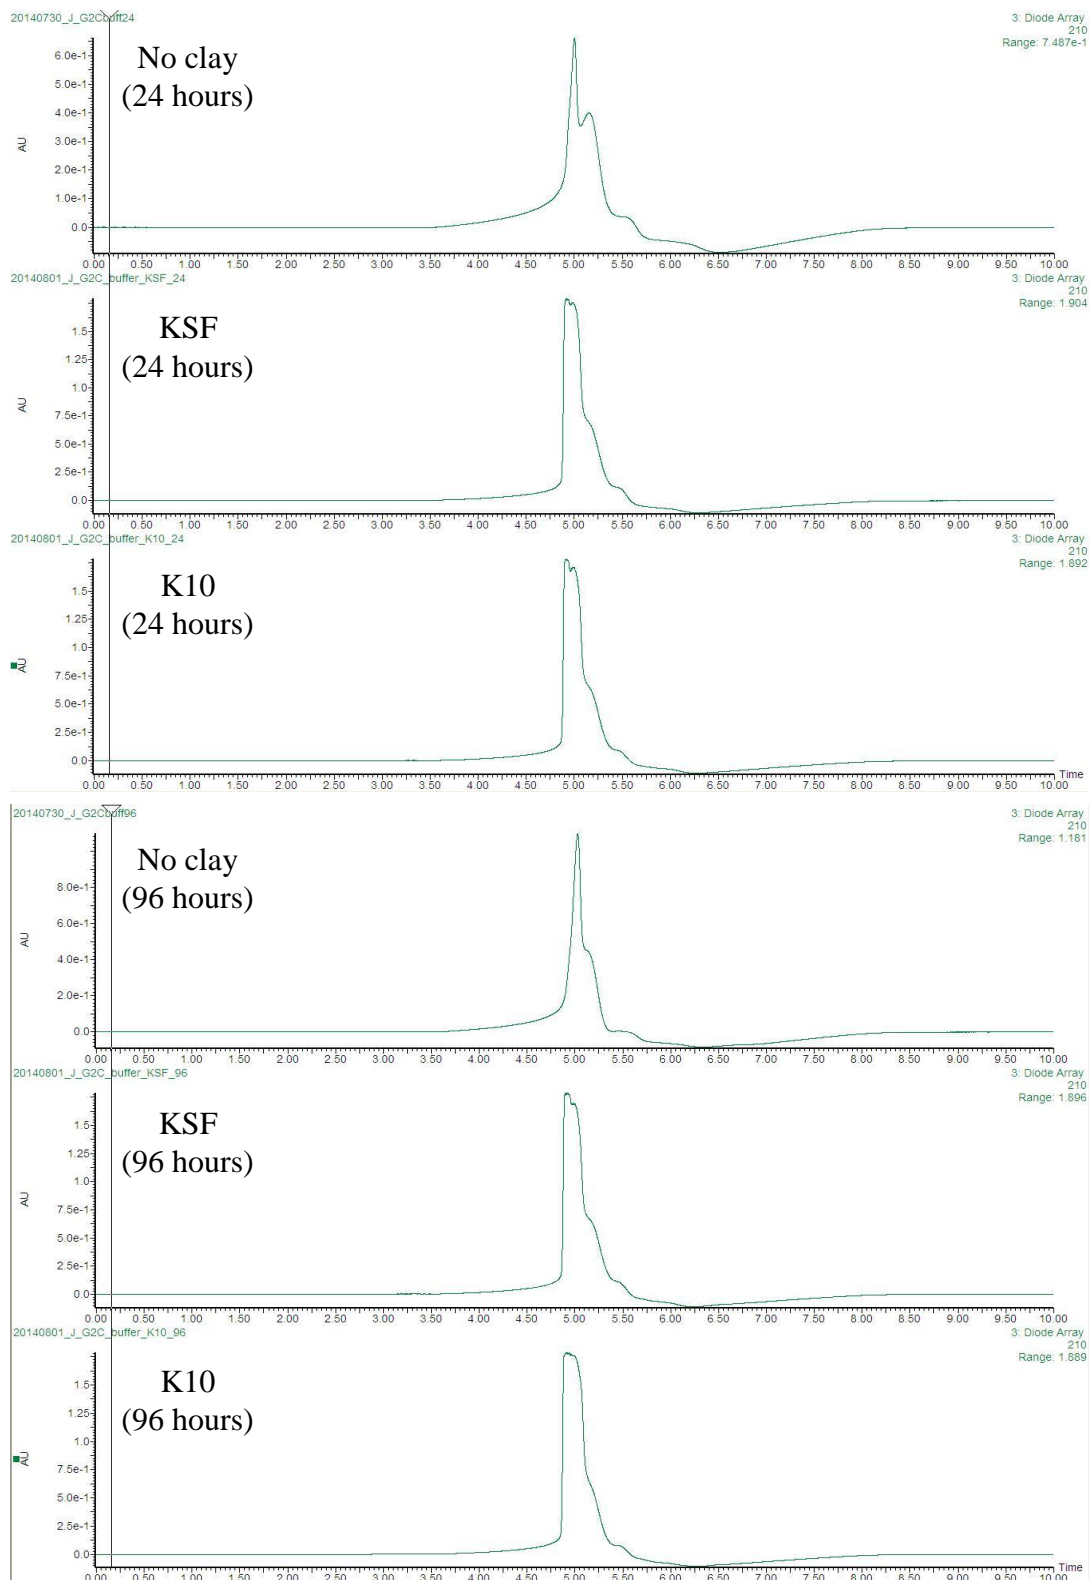 20140730_J_G2Cbuff24
3: Diode Array
210
Range: 7.487e-1
No clay
(24 hours)
AU
6.0e-1
5.0e-1
4.0e-1
3.0e-1
2.0e-1
1.0e-1
0.0
0.00 0.50 1.00 1.50 2.00 2.50 3.00 3.50 4.00 4.50 5.00 5.50 6.00 6.50 7.00 7.50 8.00 8.50 9.00 9.50 10.00
20140801_J_G2C_buffer_KSF_24
3: Diode Array
210
Range: 1.904
KSF
(24 hours)
AU
1.5
1.25
1.0
7.5e-1
5.0e-1
2.5e-1
0.0
0.00 0.50 1.00 1.50 2.00 2.50 3.00 3.50 4.00 4.50 5.00 5.50 6.00 6.50 7.00 7.50 8.00 8.50 9.00 9.50 10.00
20140801_J_G2C_buffer_K10_24
3: Diode Array
210
Range: 1.892
K10
(24 hours)
AU
1.5
1.25
1.0
7.5e-1
5.0e-1
2.5e-1
0.0
Time
0.00 0.50 1.00 1.50 2.00 2.50 3.00 3.50 4.00 4.50 5.00 5.50 6.00 6.50 7.00 7.50 8.00 8.50 9.00 9.50 10.00
20140730_J_G2Cbuff96
3: Diode Array
210
Range: 1.181
No clay
(96 hours)
AU
8.0e-1
6.0e-1
4.0e-1
2.0e-1
0.0
0.00 0.50 1.00 1.50 2.00 2.50 3.00 3.50 4.00 4.50 5.00 5.50 6.00 6.50 7.00 7.50 8.00 8.50 9.00 9.50 10.00
20140801_J_G2C_buffer_KSF_96
3: Diode Array
210
Range: 1.896
KSF
(96 hours)
AU
1.5
1.25
1.0
7.5e-1
5.0e-1
2.5e-1
0.0
0.00 0.50 1.00 1.50 2.00 2.50 3.00 3.50 4.00 4.50 5.00 5.50 6.00 6.50 7.00 7.50 8.00 8.50 9.00 9.50 10.00
20140801_J_G2C_buffer_K10_96
3: Diode Array
210
Range: 1.889
K10
(96 hours)
AU
1.5
1.25
1.0
7.5e-1
5.0e-1
2.5e-1
0.0
Time
0.00 0.50 1.00 1.50 2.00 2.50 3.00 3.50 4.00 4.50 5.00 5.50 6.00 6.50 7.00 7.50 8.00 8.50 9.00 9.50 10.00